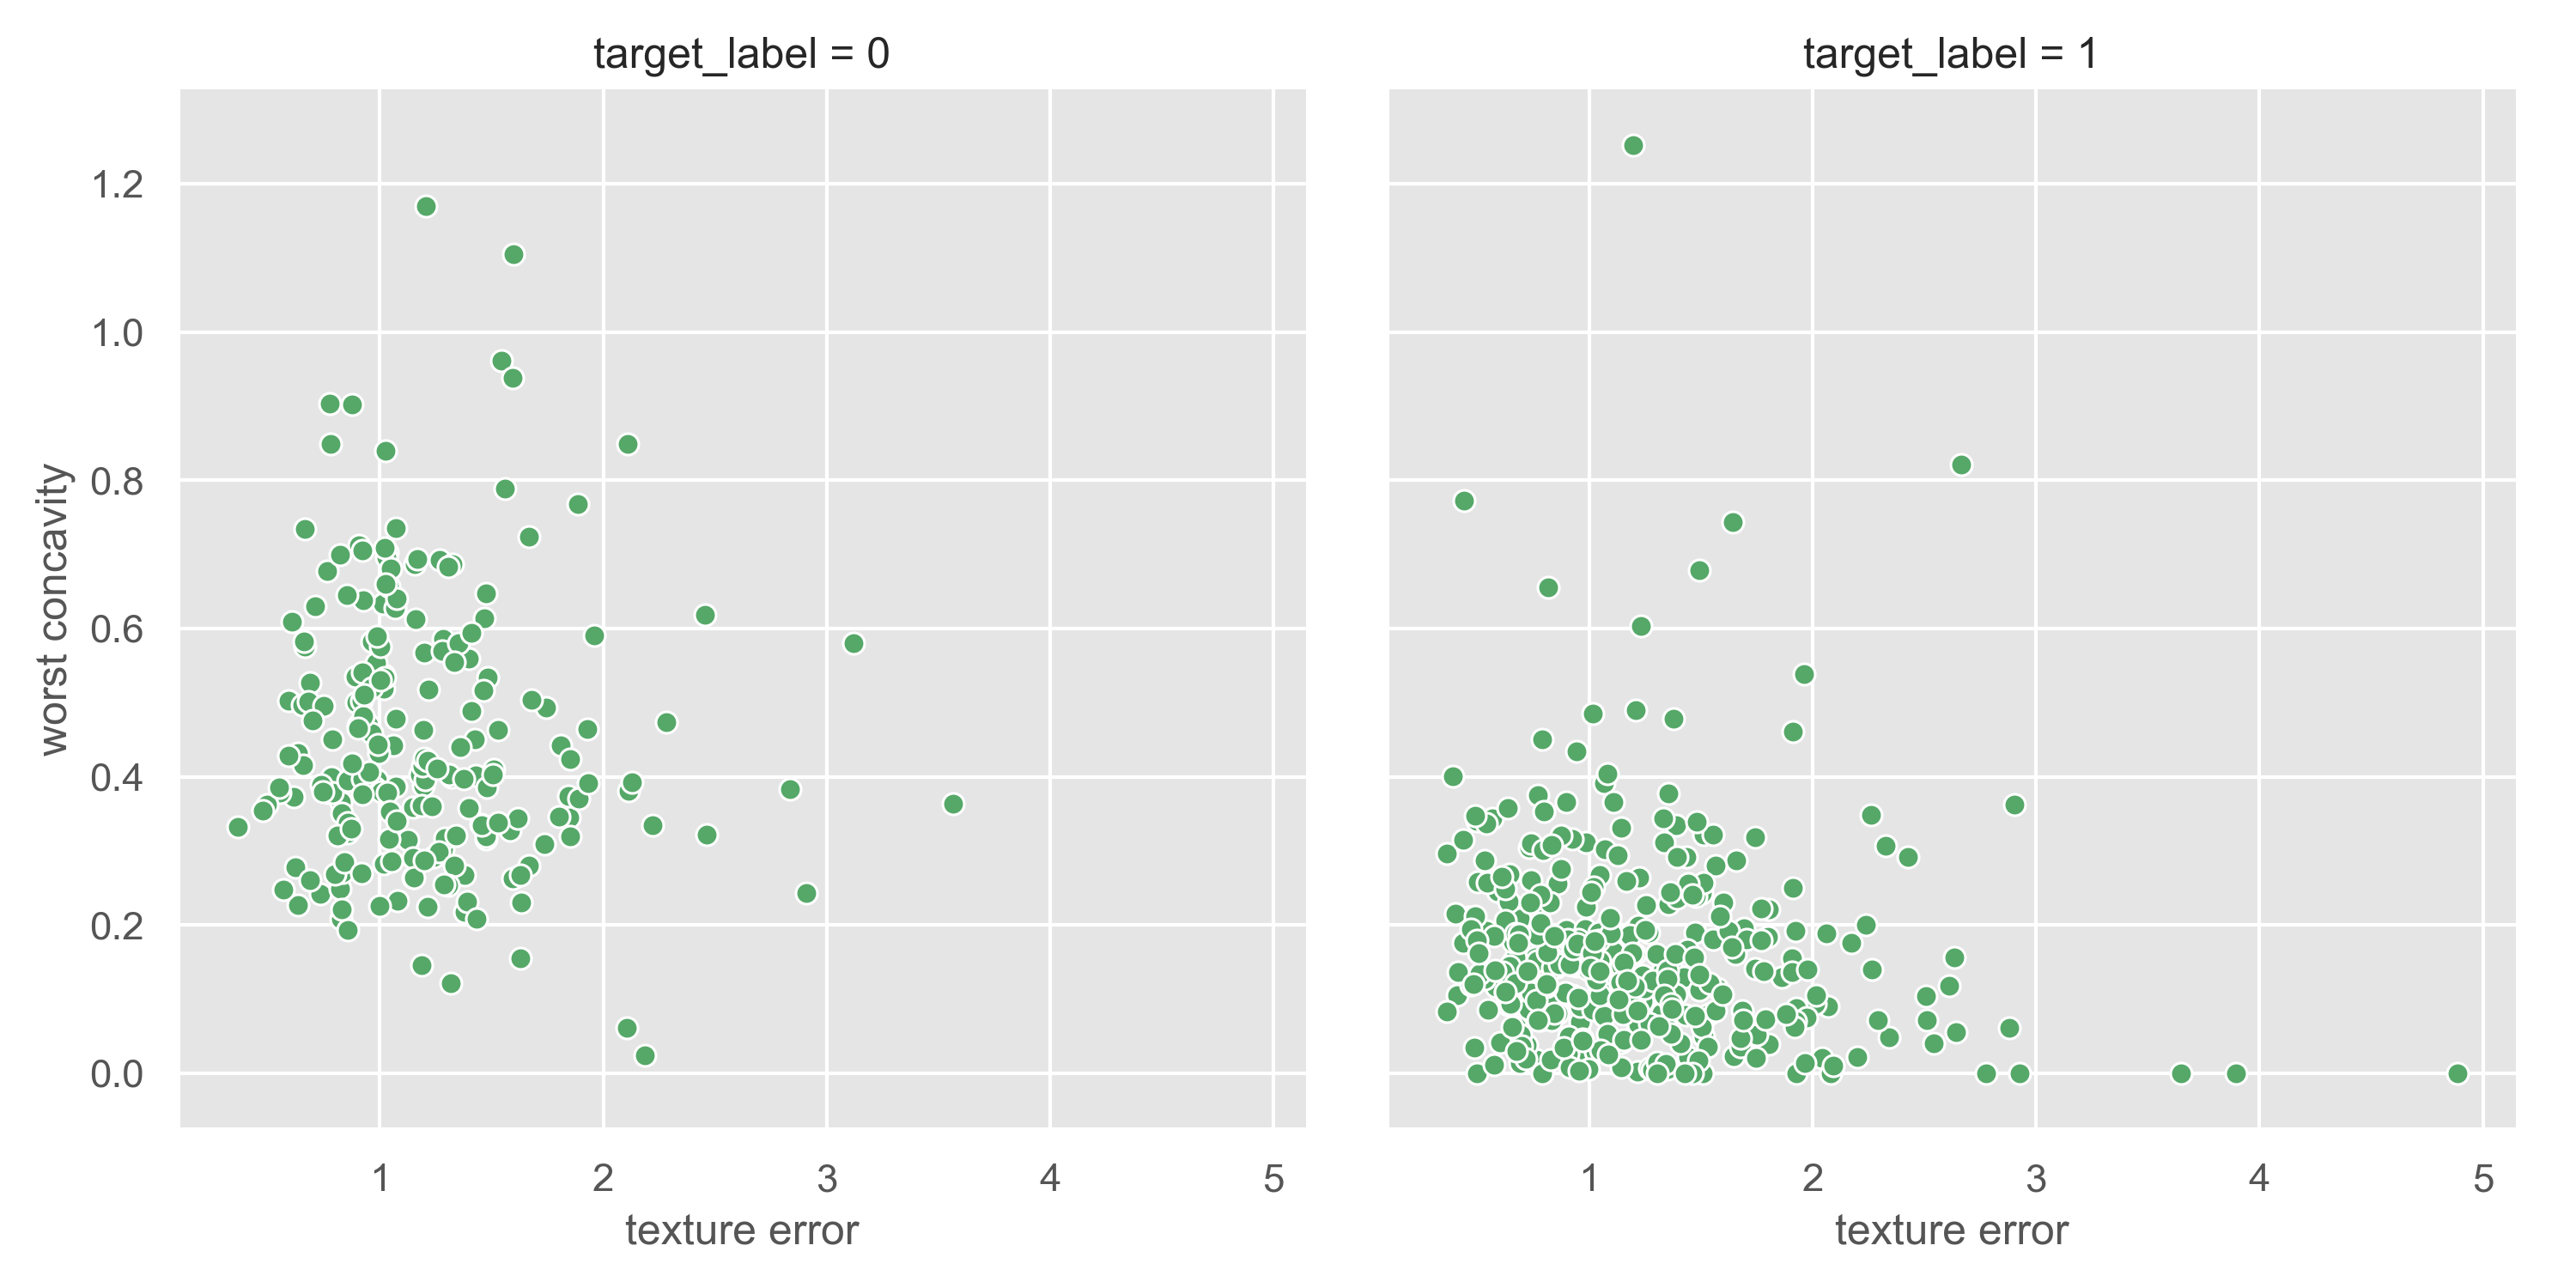 target_label = 0
target_label = 1
worst concavity
1.2
1.0
0.8
0.6
0.4
0.2
0.0
1 2 3 4 5
1 2 3 4 5
texture error
texture error